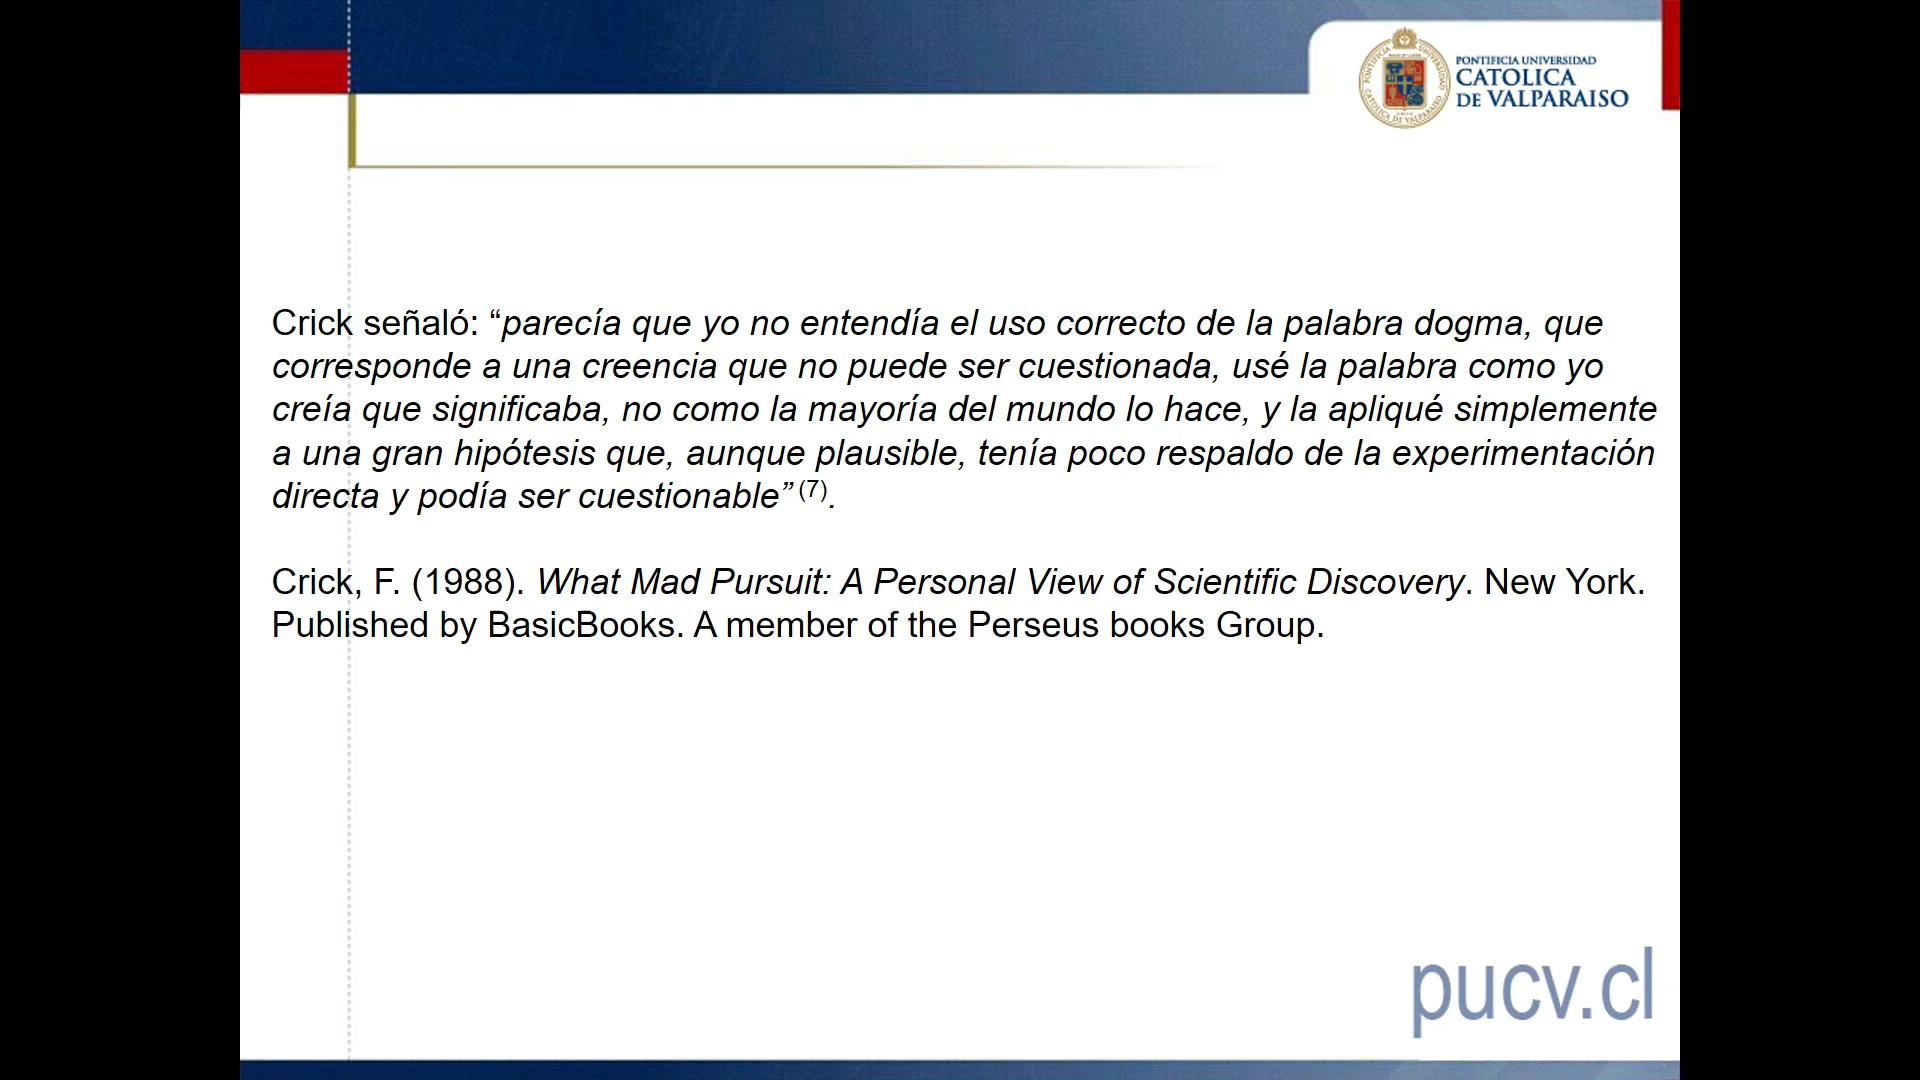 PONTIFICIA UNIVERSIDAD
CATOLICA
DE VALPARAISO
Crick señaló: “parecía que yo no entendía el uso correcto de la palabra dogma, que
corresponde a una creencia que no puede ser cuestionada, usé la palabra como yo
creía que significaba, no como la mayoría del mundo lo hace, y la apliqué simplemente
a una gran hipótesis que, aunque plausible, tenía poco respaldo de la experimentación
directa y podía ser cuestionable” (7).
Crick, F. (1988). What Mad Pursuit: A Personal View of Scientific Discovery. New York.
Published by BasicBooks. A member of the Perseus books Group.
pucv.cl